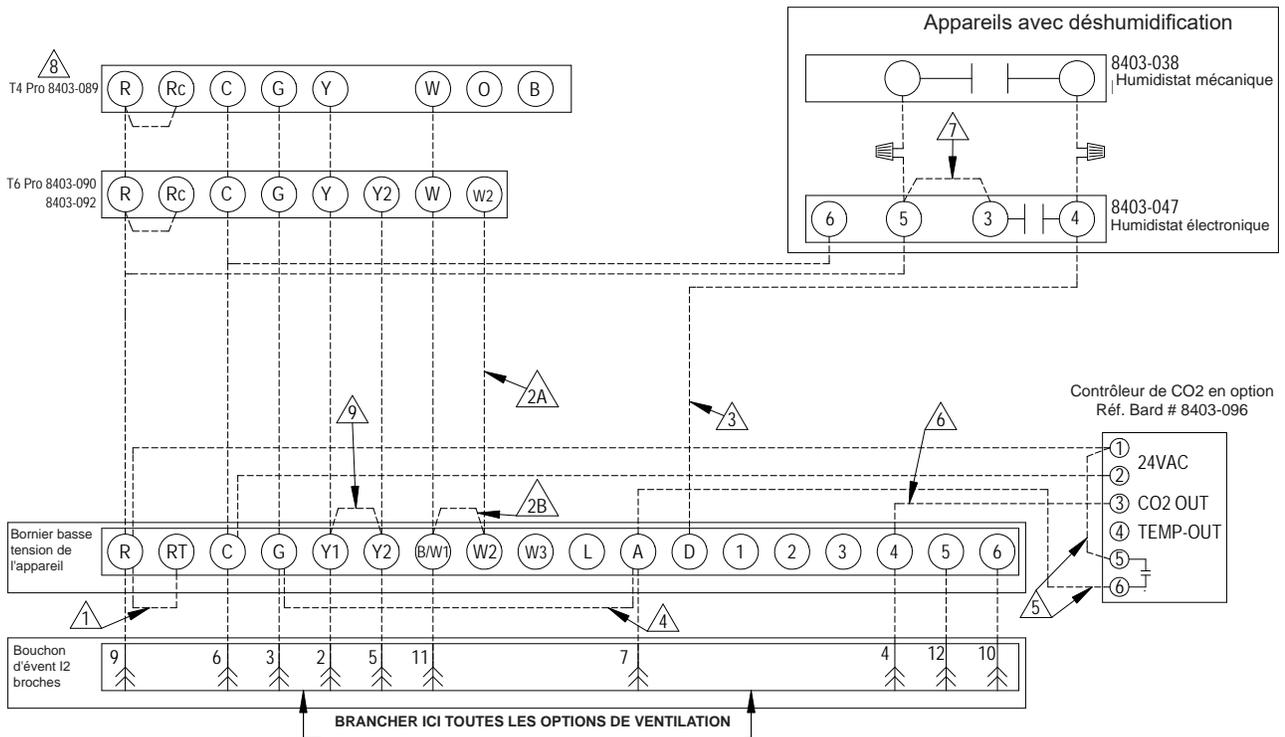 Appareils avec déshumidification
8403-038
Humidistat mécanique
8
T4 Pro 8403-089
R Rc C G Y W O B
7
T6 Pro 8403-090
8403-092
R Rc C G Y Y2 W W2
6 5 3 4
8403-047
Humidistat électronique
2A
3
9
6
2B
Contrôleur de CO2 en option
Réf. Bard # 8403-096
1
24VAC
2
3 CO2 OUT
4 TEMP-OUT
5
6
5
Bornier basse
tension de
l'appareil
R RT C G Y1 Y2 B/W1 W2 W3 L A D 1 2 3 4 5 6
1
4
Bouchon
d'évent l2
broches
9 6 3 2 5 11 7 4 12 10
BRANCHER ICI TOUTES LES OPTIONS DE VENTILATION